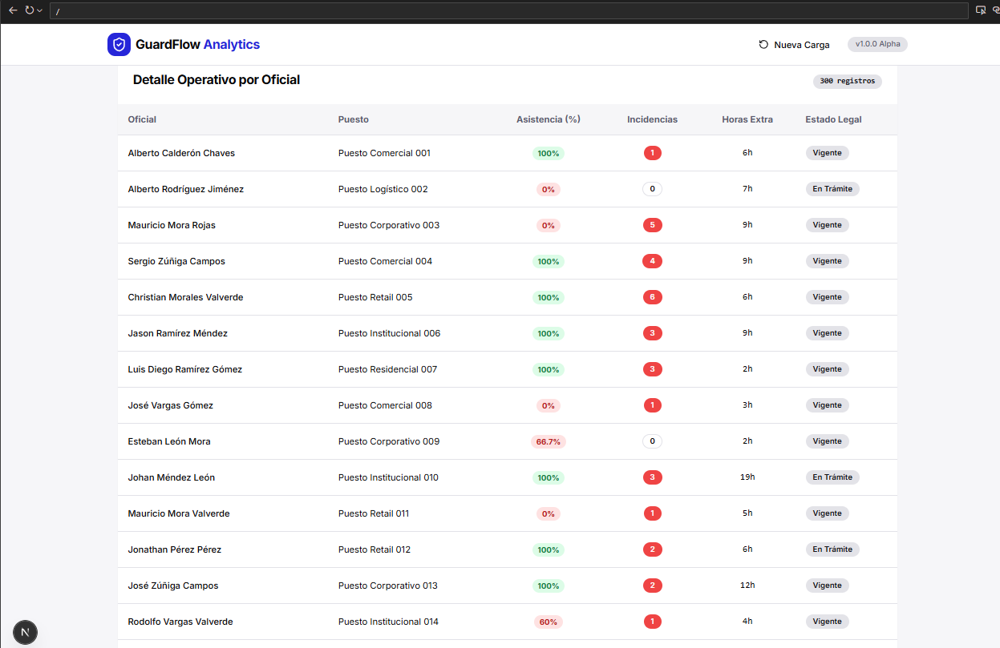 /
GuardFlow Analytics
Nueva Carga
v1.0.0 Alpha
Detalle Operativo por Oficial
300 registros
Oficial Puesto Asistencia (%) Incidencias Horas Extra Estado Legal
Alberto Calderón Chaves Puesto Comercial 001 100% 1 6h Vigente
Alberto Rodríguez Jiménez Puesto Logístico 002 0% 0 7h En Trámite
Mauricio Mora Rojas Puesto Corporativo 003 0% 5 9h Vigente
Sergio Zúñiga Campos Puesto Comercial 004 100% 4 9h Vigente
Christian Morales Valverde Puesto Retail 005 100% 6 6h Vigente
Jason Ramírez Méndez Puesto Institucional 006 100% 3 9h Vigente
Luis Diego Ramírez Gómez Puesto Residencial 007 100% 3 2h Vigente
José Vargas Gómez Puesto Comercial 008 0% 1 3h Vigente
Esteban León Mora Puesto Corporativo 009 66.7% 0 2h Vigente
Johan Méndez León Puesto Institucional 010 100% 3 19h En Trámite
Mauricio Mora Valverde Puesto Retail 011 0% 1 5h Vigente
Jonathan Pérez Pérez Puesto Retail 012 100% 2 6h En Trámite
José Zúñiga Campos Puesto Corporativo 013 100% 2 12h Vigente
Rodolfo Vargas Valverde Puesto Institucional 014 60% 1 4h Vigente
N